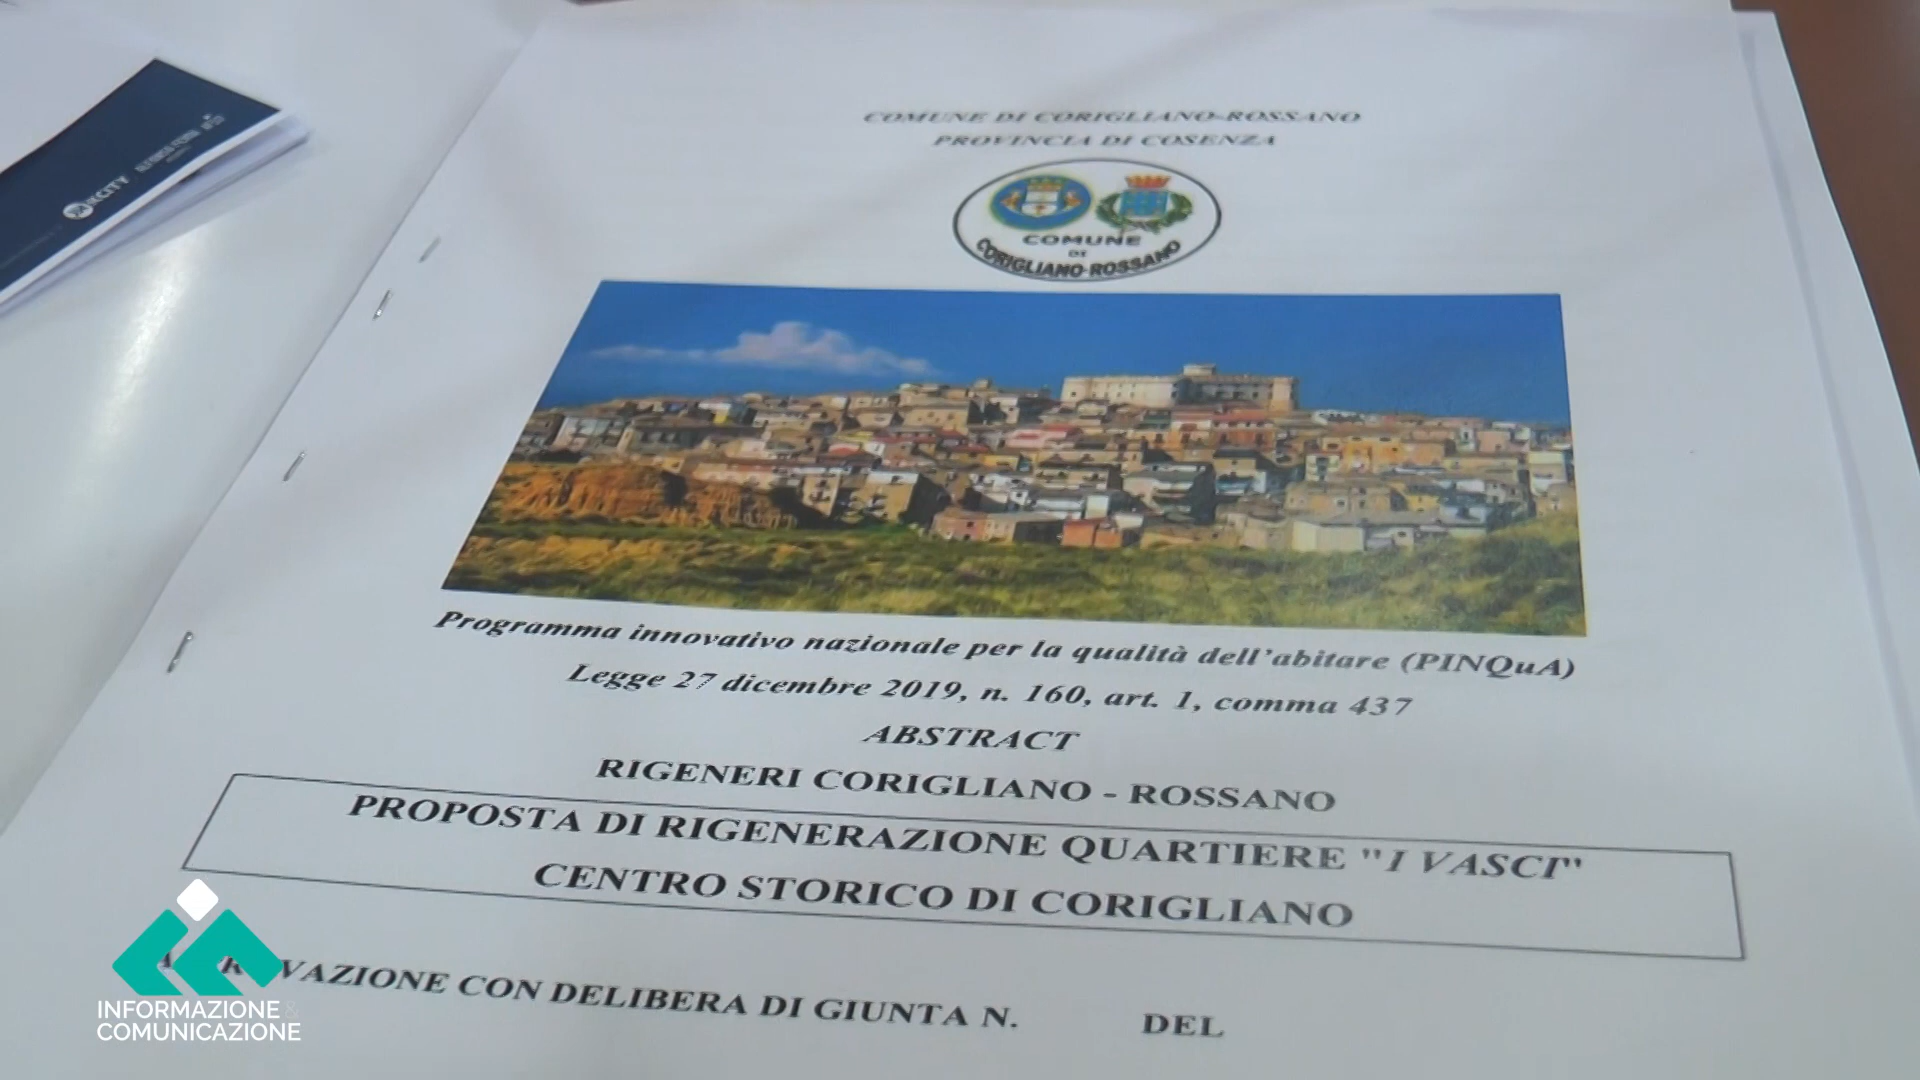 COMUNE DI CORIGLIANO-ROSSANO
PROVINCIA DI COSENZA
COMUNE
DI
CORIGLIANO-ROSSANO
Programma innovativo nazionale per la qualità dell'abitare (PINQuA)
Legge 27 dicembre 2019, n. 160, art. 1, comma 437
ABSTRACT
RIGENERI CORIGLIANO - ROSSANO
PROPOSTA DI RIGENERAZIONE QUARTIERE "I VASCI"
CENTRO STORICO DI CORIGLIANO
VAZIONE CON DELIBERA DI GIUNTA N. DEL
INFORMAZIONE &
COMUNICAZIONE